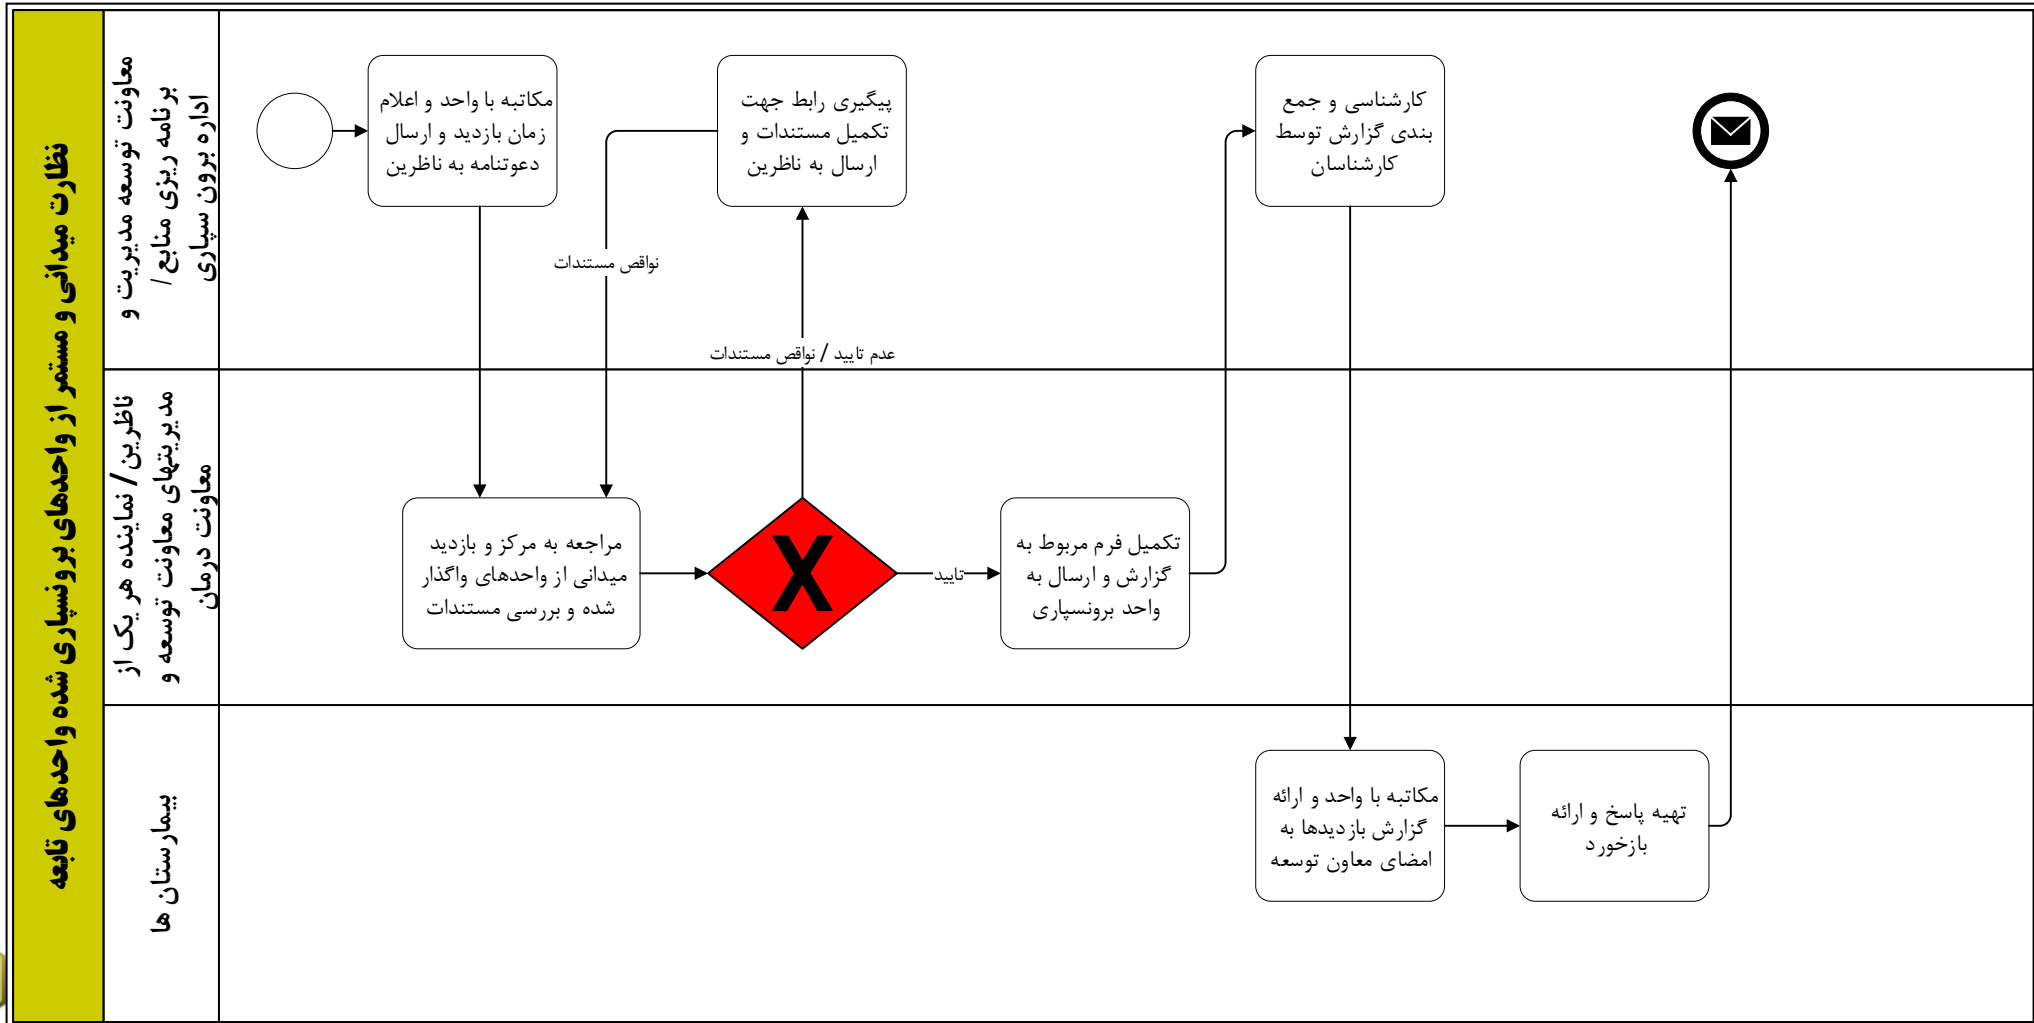 نظارت میدانی و مستمر از واحدهای برونسپاری شده واحدهای تابعه
معاونت توسعه مدیریت و
برنامه ریزی منابع /
اداره برون سپاری
مکاتبه با واحد و اعلام
زمان بازدید و ارسال
دعوتنامه به ناظرین
پیگیری رابط جهت
تکمیل مستندات و
ارسال به ناظرین
کارشناسی و جمع
بندی گزارش توسط
کارشناسان
نواقص مستندات
عدم تایید / نواقص مستندات
ناظرین / نماینده هر یک از
مدیریتهای معاونت توسعه و
معاونت درمان
مراجعه به مرکز و بازدید
میدانی از واحدهای واگذار
شده و بررسی مستندات
X
تایید
تکمیل فرم مربوط به
گزارش و ارسال به
واحد برونسپاری
بیمارستان ها
مکاتبه با واحد و ارائه
گزارش بازدیدها به
امضای معاون توسعه
تهیه پاسخ و ارائه
بازخورد